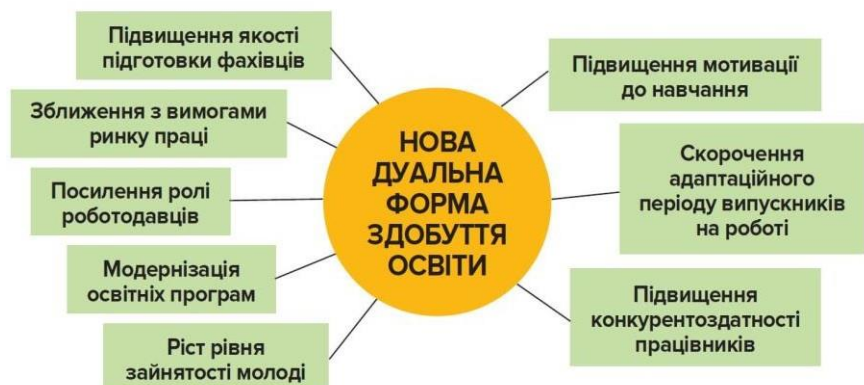 Підвищення якості
підготовки фахівців
Зближення з вимогами
ринку праці
Посилення ролі
роботодавців
Модернізація
освітніх програм
Ріст рівня
зайнятості молоді
НОВА
ДУАЛЬНА
ФОРМА
ЗДОБУТТЯ
ОСВІТИ
Підвищення мотивації
до навчання
Скорочення
адаптаційного
періоду випускників
на роботі
Підвищення
конкурентоздатності
працівників